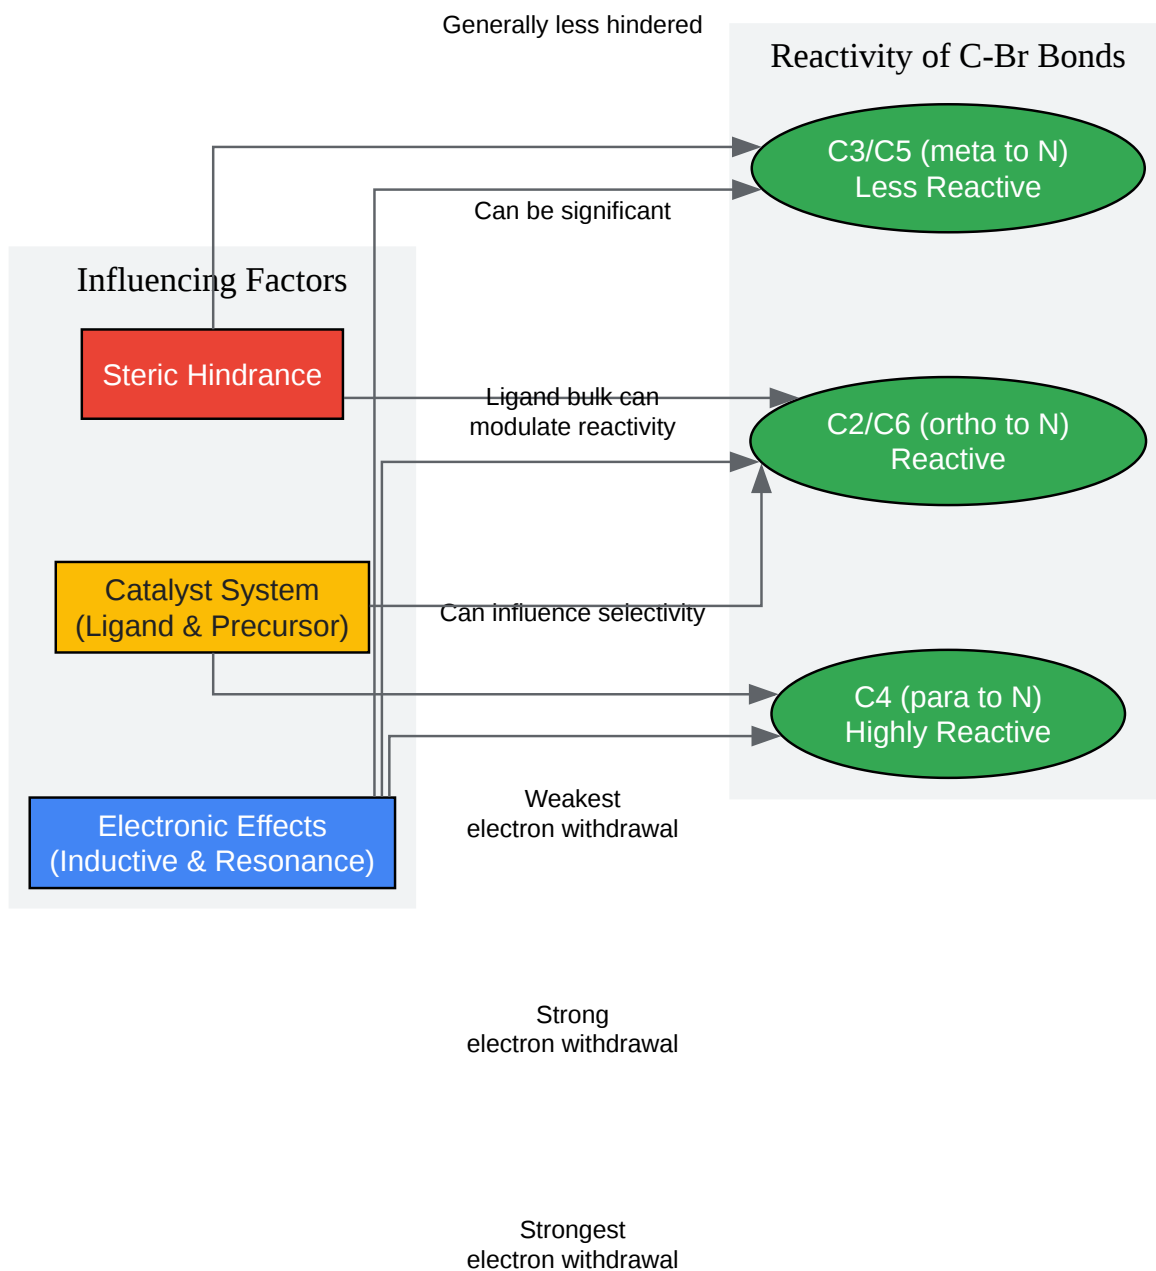 Generally less hindered
Reactivity of C-Br Bonds
C3/C5 (meta to N)
Less Reactive
Can be significant
Influencing Factors
Steric Hindrance
Ligand bulk can
modulate reactivity
C2/C6 (ortho to N)
Reactive
Catalyst System
(Ligand & Precursor)
Can influence selectivity
C4 (para to N)
Highly Reactive
Weakest
electron withdrawal
Electronic Effects
(Inductive & Resonance)
Strong
electron withdrawal
Strongest
electron withdrawal